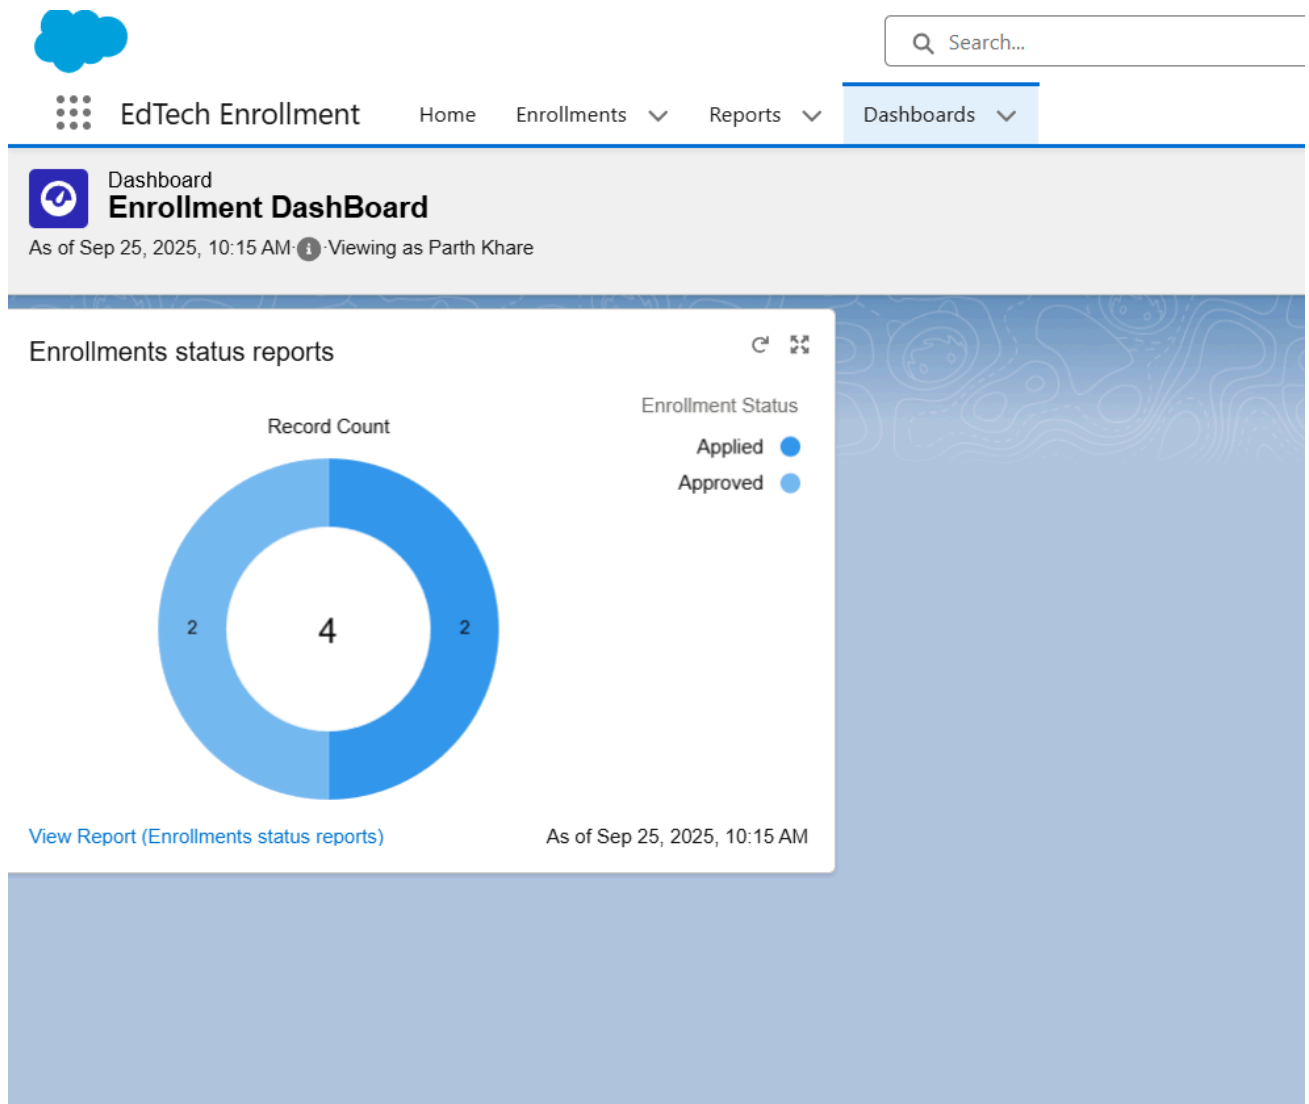 Search...
EdTech Enrollment Home Enrollments Reports Dashboards
Dashboard
Enrollment DashBoard
As of Sep 25, 2025, 10:15 AM·Viewing as Parth Khare
Enrollments status reports
Enrollment Status
Record Count
Applied
Approved
2 4 2
View Report (Enrollments status reports) As of Sep 25, 2025, 10:15 AM